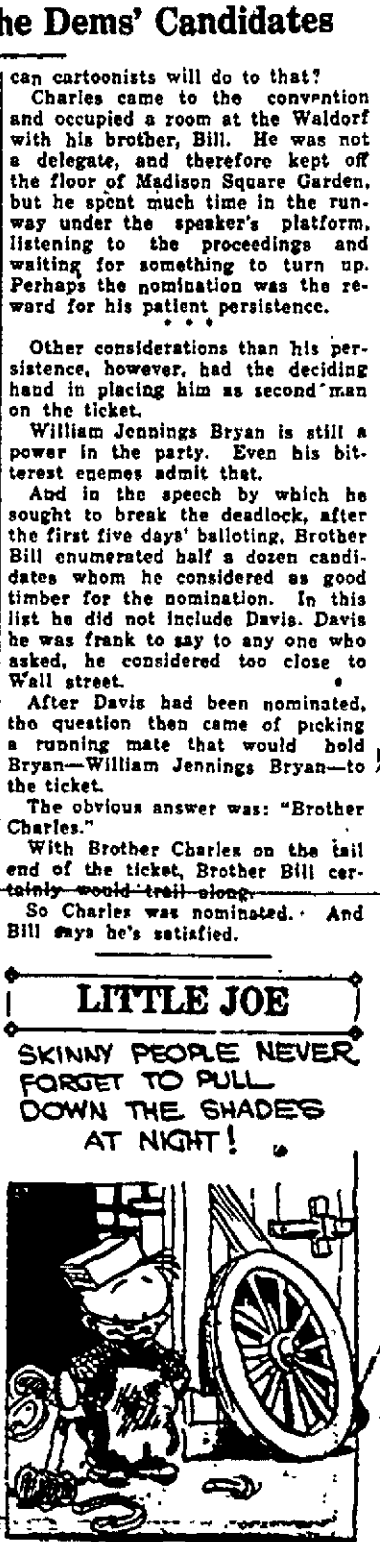 he Dems' Candidates
can cartoonists will do to that?
Charles came to the convention
and occupied a room at the Waldorf
with his brother, Bill. He was not
a delegate, and therefore kept off
the floor of Madison Square Garden,
but he spent much time in the run-
way under the speaker's platform,
listening to the proceedings and
waiting for something to turn up.
Perhaps the nomination was the re-
ward for his patient persistence.
* * *
Other considerations than his per-
sistence, however, had the deciding
hand in placing him as second man
on the ticket.
William Jennings Bryan is still a
power in the party. Even his bit-
terest enemies admit that.
And in the speech by which he
sought to break the deadlock, after
the first five days' balloting, Brother
Bill enumerated half a dozen candi-
dates whom he considered as good
timber for the nomination. In this
list he did not include Davis. Davis
he was frank to say to any one who
asked, he considered too close to
Wall street.
After Davis had been nominated,
the question then came of picking
a running mate that would hold
Bryan—William Jennings Bryan—to
the ticket.
The obvious answer was: "Brother
Charles."
With Brother Charles on the tail
end of the ticket, Brother Bill cer-
tainly would trail along.
So Charles was nominated. And
Bill says he's satisfied.
LITTLE JOE
SKINNY PEOPLE NEVER
FORGET TO PULL
DOWN THE SHADES
AT NIGHT!